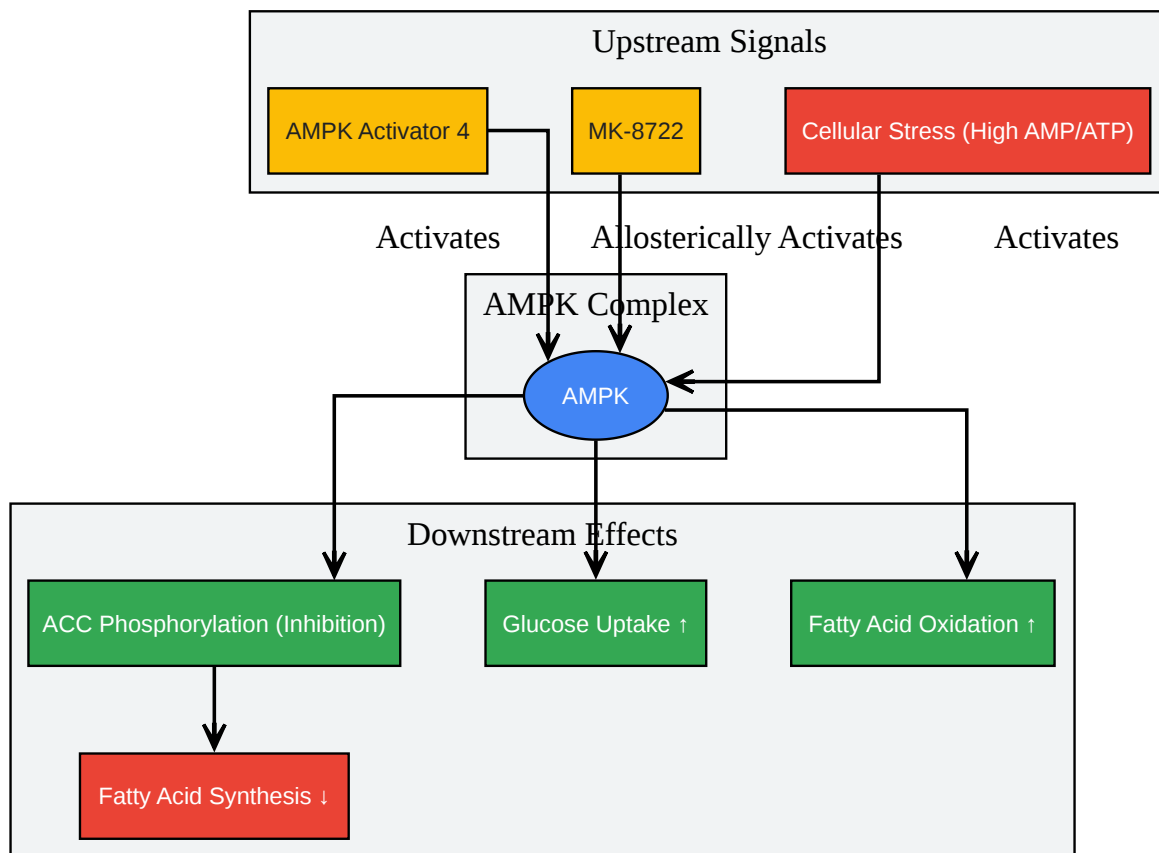 Upstream Signals
AMPK Activator 4
MK-8722
Cellular Stress (High AMP/ATP)
Activates
Allosterically Activates
Activates
AMPK Complex
AMPK
Downstream Effects
ACC Phosphorylation (Inhibition)
Glucose Uptake ↑
Fatty Acid Oxidation ↑
Fatty Acid Synthesis ↓